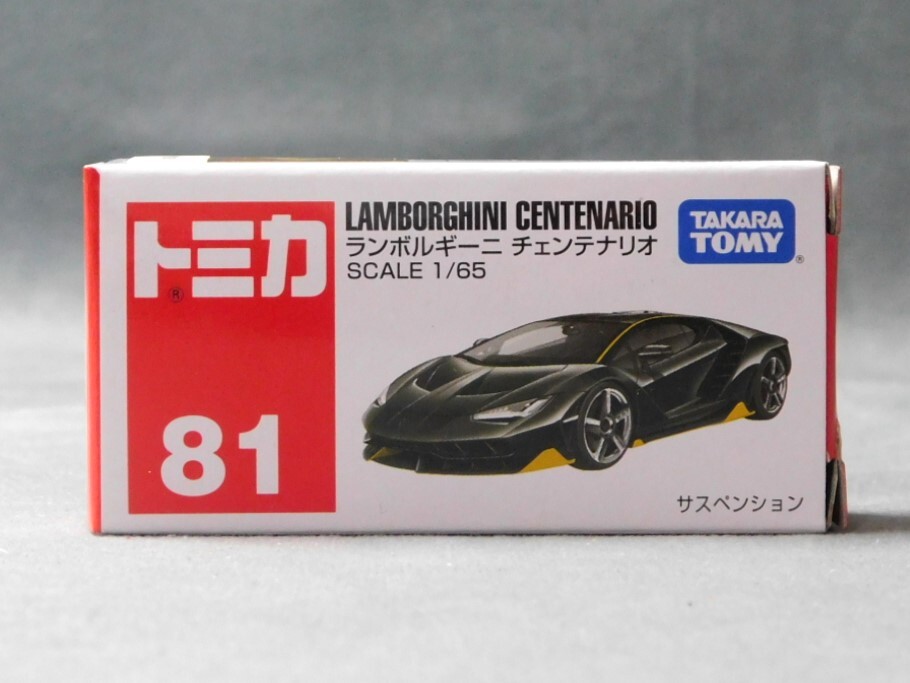 トミカ
®
81
LAMBORGHINI CENTENARIO
ランボルギーニ チェンテナリオ
SCALE 1/65
TAKARA
TOMY
®
サスペンション